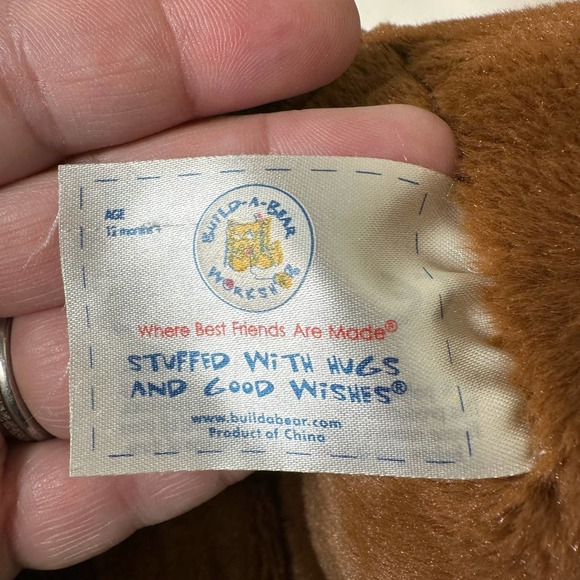 AGE
12 months+
BUILD-A-BEAR
WORKSHOP
Where Best Friends Are Made®
STUFFED WITH HUGS
AND GOOD WISHES®
www.buildabear.com
Product of China